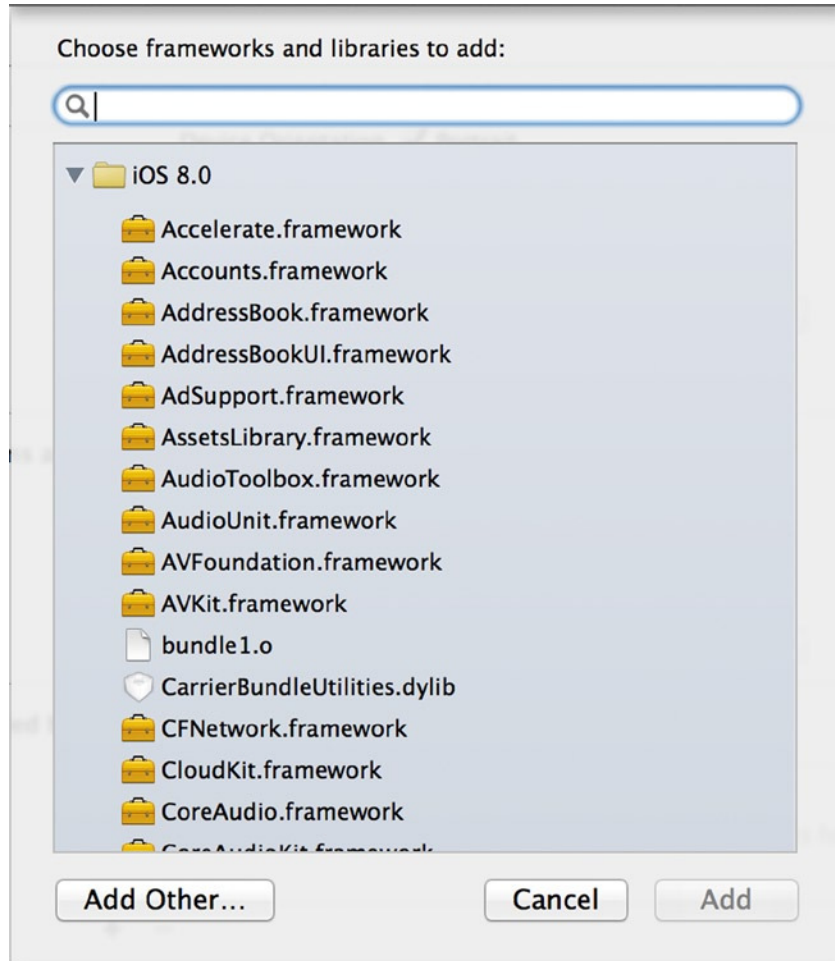 Choose frameworks and libraries to add:
iOS 8.0
Accelerate.framework
Accounts.framework
AddressBook.framework
AddressBookUI.framework
AdSupport.framework
AssetsLibrary.framework
AudioToolbox.framework
AudioUnit.framework
AVFoundation.framework
AVKit.framework
bundle1.o
CarrierBundleUtilities.dylib
CFNetwork.framework
CloudKit.framework
CoreAudio.framework
CoreAudioKit.framework
Add Other... Cancel Add